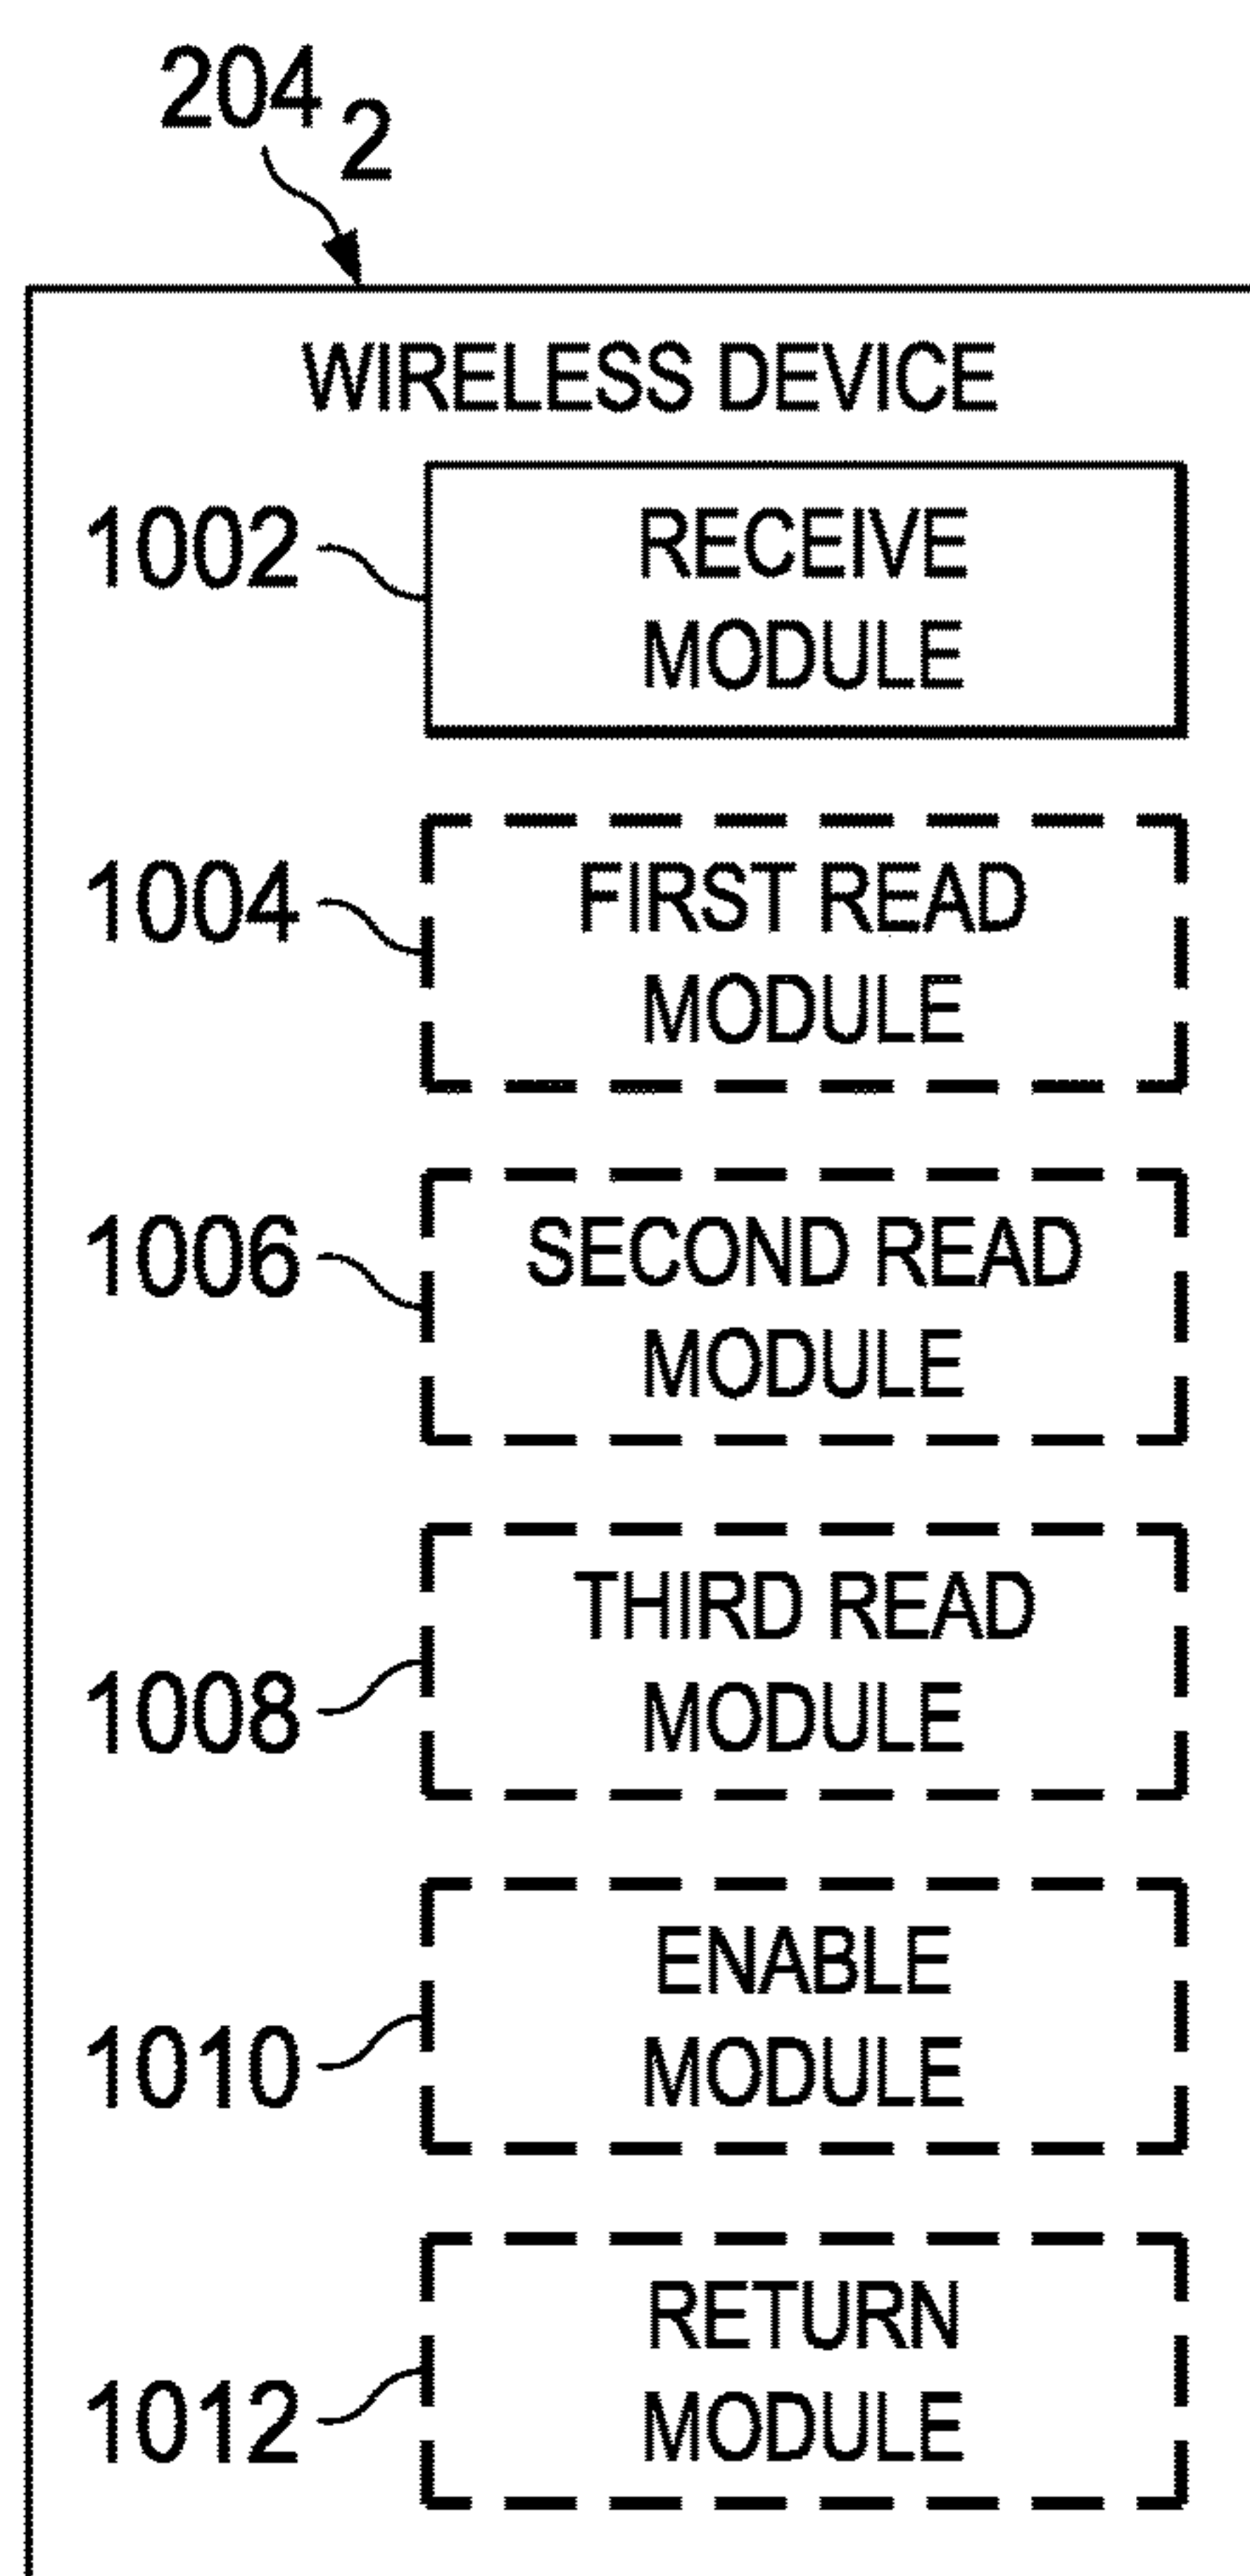 204 2
WIRELESS DEVICE
1002
RECEIVE
MODULE
1004
FIRST READ
MODULE
1006
SECOND READ
MODULE
1008
THIRD READ
MODULE
1010
ENABLE
MODULE
1012
RETURN
MODULE